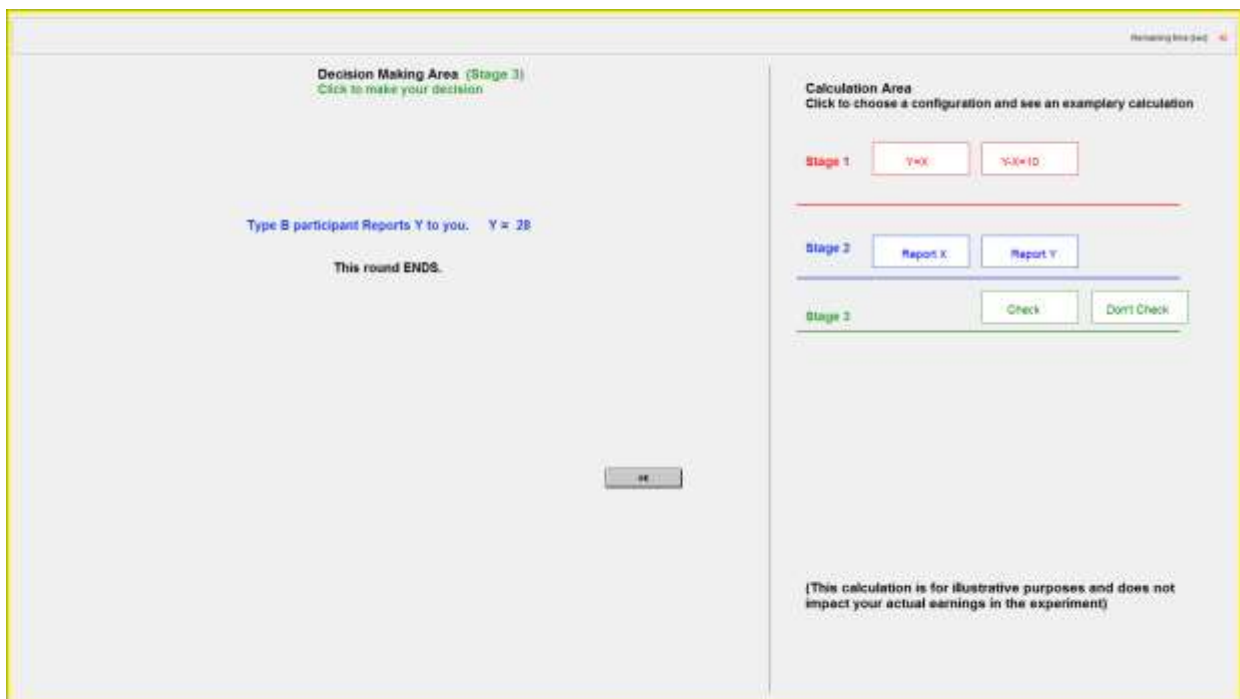 Remaining time [sec]
Decision Making Area (Stage 3)
Click to make your decision
Type B participant Reports Y to you. Y = 28
This round ENDS.
Calculation Area
Click to choose a configuration and see an examplary calculation
Stage 1 Y=X Y-X=10
Stage 2 Report X Report Y
Stage 3 Check Don't Check
(This calculation is for illustrative purposes and does not
impact your actual earnings in the experiment)